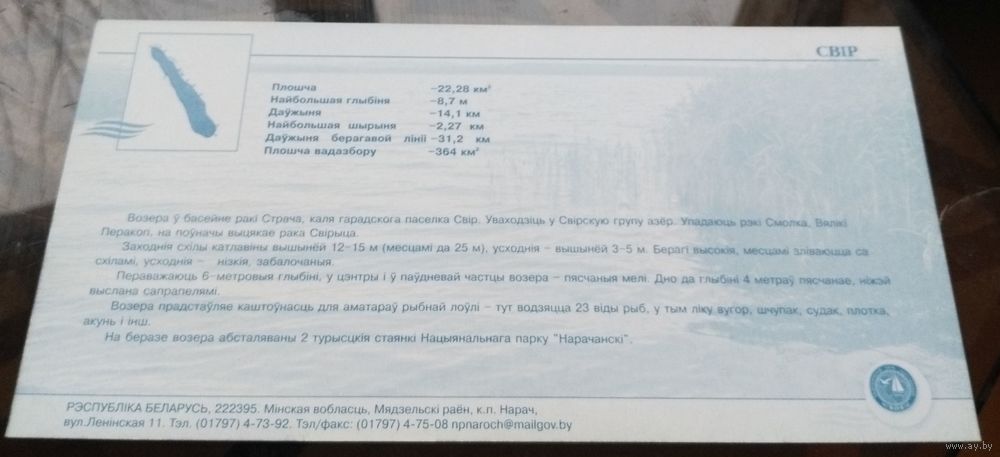 СВІР
Плошча –22,28 км²
Найбольшая глыбіня –8,7 м
Даўжыня –14,1 км
Найбольшая шырыня –2,27 км
Даўжыня берагавой лініі –31,2 км
Плошча вадазбору –364 км²
Возера ў басейне ракі Страча, каля гарадскога паселка Свір. Уваходзіць у Свірскую групу азёр. Упадаюць рэкі Смолка, Вялікі
Перакоп, на поўначы выцякае рака Свірыца.
Заходнія схілы катлавіны вышынёй 12–15 м (месцамі да 25 м), усходнія – вышынёй 3–5 м. Берагі высокія, месцамі зліваюцца са
схіламі, усходнія – нізкія, забалочаныя.
Пераважаюць 6–метровыя глыбіні, у цэнтры і ў паўднёвай частцы возера – пясчаныя мелі. Дно да глыбіні 4 метраў пясчанае, ніжэй
выслана сапрапелямі.
Возера прадстаўляе каштоўнасць для аматараў рыбнай лоўлі – тут водзяцца 23 віды рыб, у тым ліку вугор, шчупак, судак, плотка,
акунь і інш.
На беразе возера абсталяваны 2 турысцкія стаянкі Нацыянальнага парку "Нарачанскі".
РЭСПУБЛІКА БЕЛАРУСЬ, 222395. Мінская вобласць, Мядзельскі раён, к.п. Нарач,
вул.Ленінская 11. Тэл. (01797) 4-73-92. Тэл/факс: (01797) 4-75-08 npnaroch@mailgov.by
www.ay.by